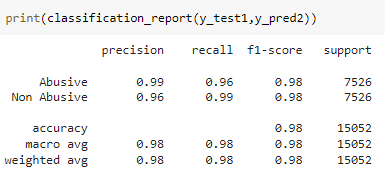 print(classification_report(y_test1,y_pred2))
precision recall f1-score support
Abusive 0.99 0.96 0.98 7526
Non Abusive 0.96 0.99 0.98 7526
accuracy 0.98 15052
macro avg 0.98 0.98 0.98 15052
weighted avg 0.98 0.98 0.98 15052